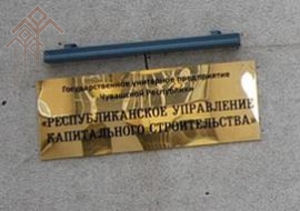 Государственное унитарное предприятие
Чувашской Республики
«РЕСПУБЛИКАНСКОЕ УПРАВЛЕНИЕ
КАПИТАЛЬНОГО СТРОИТЕЛЬСТВА»